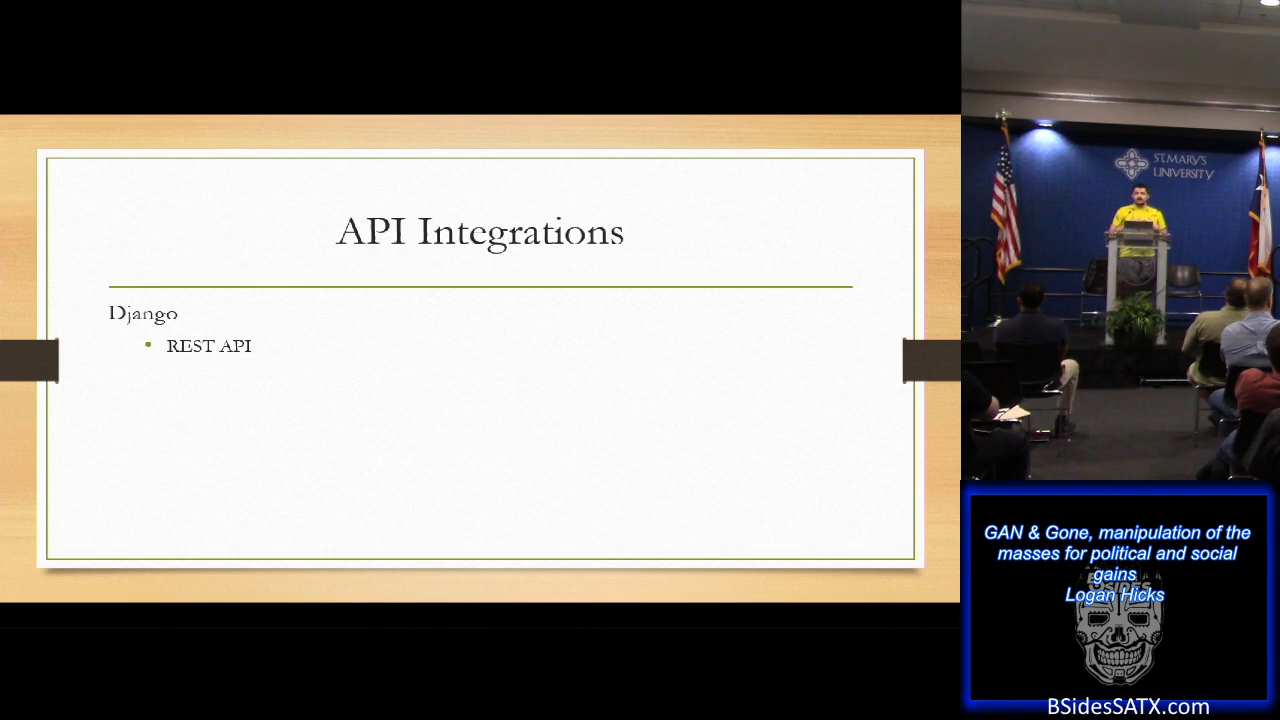 API Integrations
Django
REST API
ST. MARY'S
UNIVERSITY
GAN & Gone, manipulation of the
masses for political and social
gains
Logan Hicks
BSIDES
BSidesSATX.com